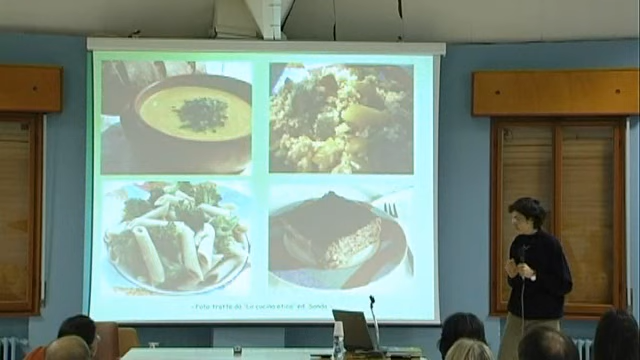 - Foto tratte da "La cucina etica" ed. Sonda -